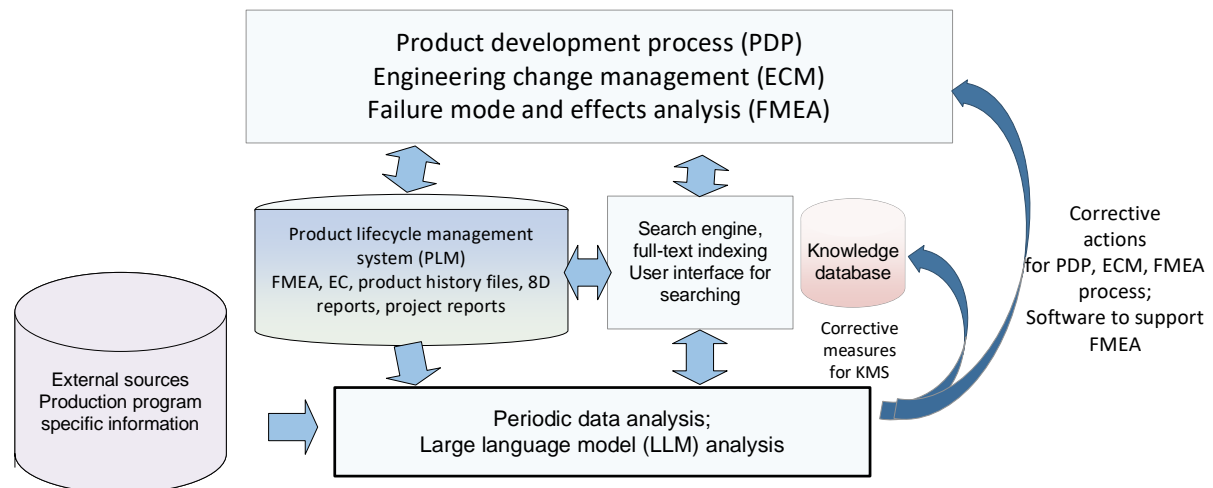 Product development process (PDP)
Engineering change management (ECM)
Failure mode and effects analysis (FMEA)
Product lifecycle management
system (PLM)
FMEA, EC, product history files, 8D
reports, project reports
Search engine,
full-text indexing
User interface for
searching
Knowledge
database
Corrective
actions
for PDP, ECM, FMEA
process;
Software to support
FMEA
Corrective
measures
for KMS
External sources
Production program
specific information
Periodic data analysis;
Large language model (LLM) analysis